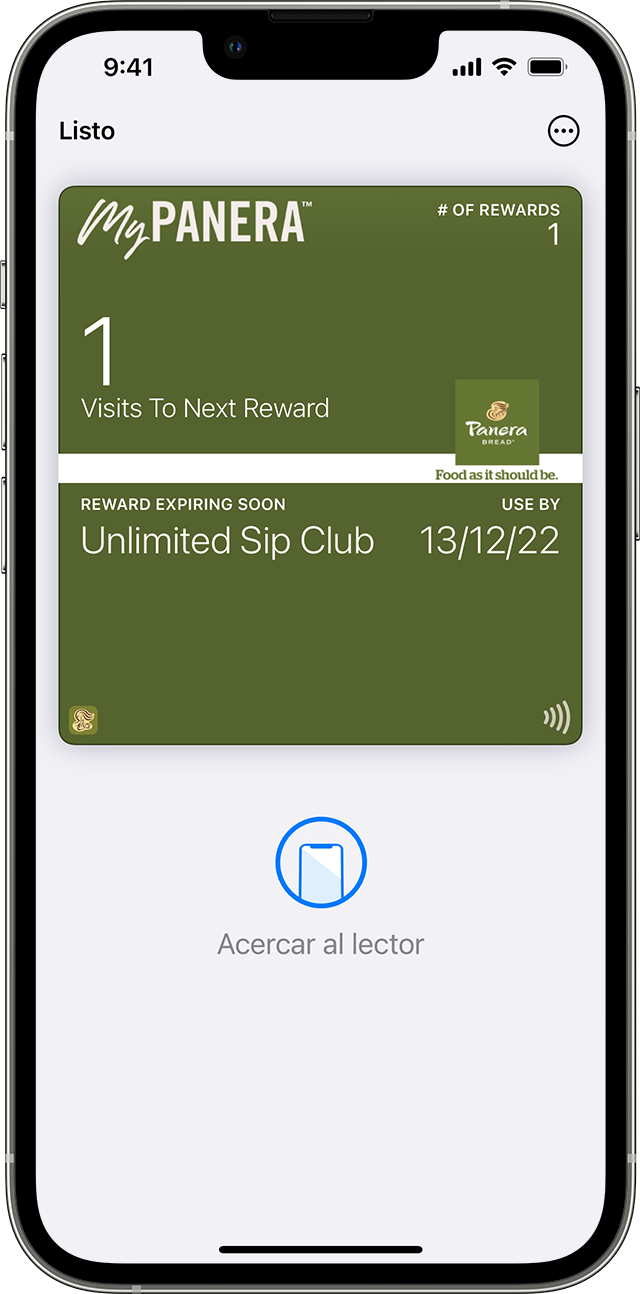 9:41
Listo
MyPANERA™
# OF REWARDS
1
1
Visits To Next Reward
Panera
BREAD®
Food as it should be.
REWARD EXPIRING SOON
USE BY
Unlimited Sip Club
13/12/22
Acercar al lector